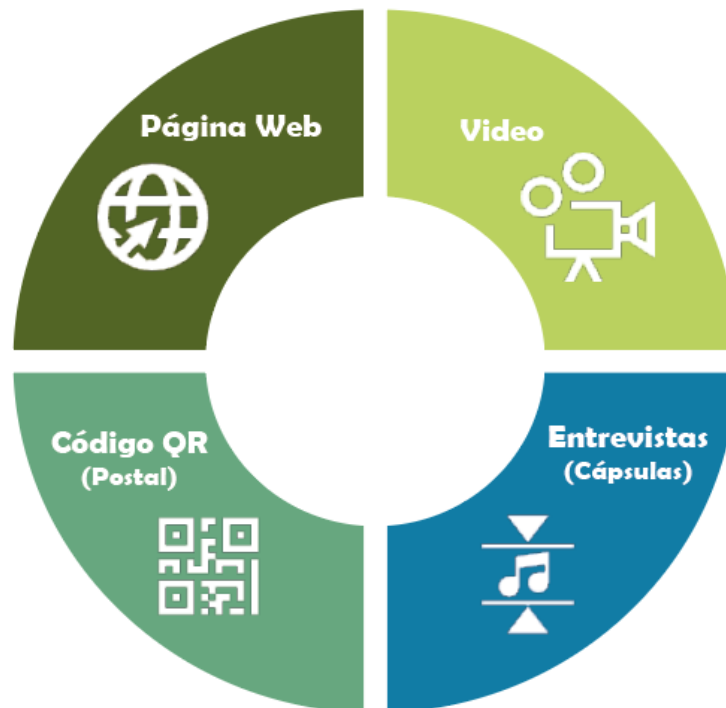 Página Web
Video
Código QR
(Postal)
Entrevistas
(Cápsulas)